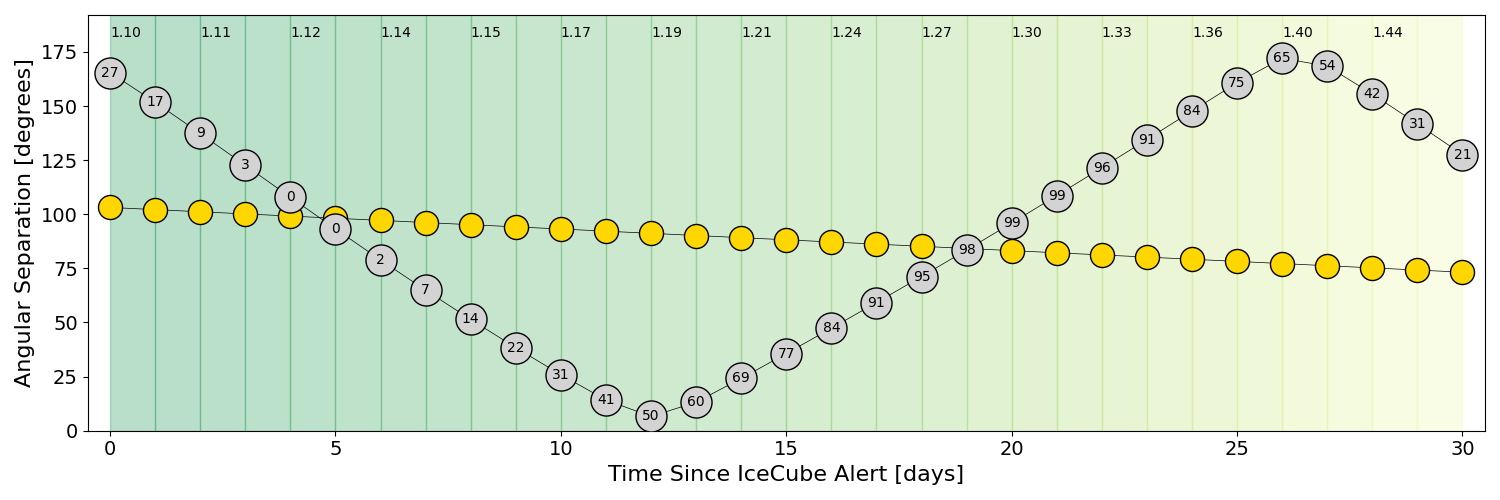 1.10 1.11 1.12 1.14 1.15 1.17 1.19 1.21 1.24 1.27 1.30 1.33 1.36 1.40 1.44
175
150
125
100
75
50
25
0
Angular Separation [degrees]
27 17 9 3 0 0 2 7 14 22 31 41 50 60 69 77 84 91 95 98 99 99 96 91 84 75 65 54 42 31 21
0 5 10 15 20 25 30
Time Since IceCube Alert [days]